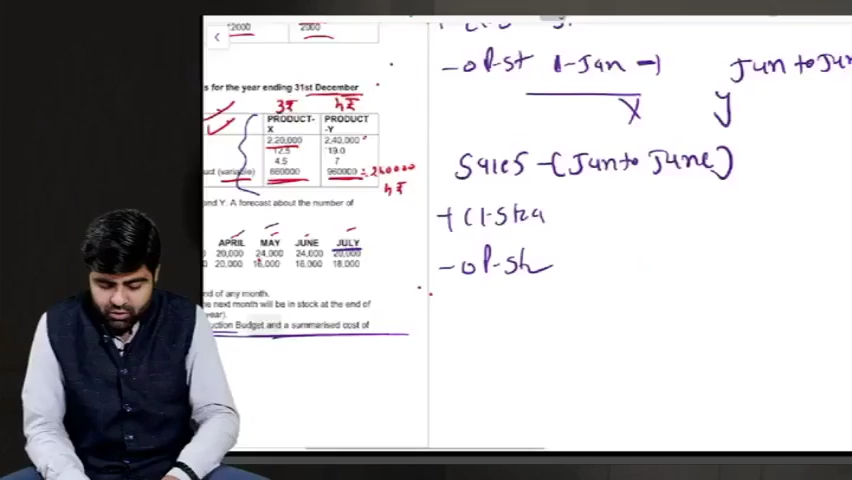 12000 2000
s for the year ending 31st December
3₹ 4₹
PRODUCT-X PRODUCT-Y
2,20,000 2,40,000
12.5 19.0
4.5 7
uct (variable) 660000 960000 ÷ 240000
4₹
and Y. A forecast about the number of
APRIL MAY JUNE JULY
20,000 24,000 24,000 20,000
20,000 16,000 16,000 18,000
end of any month.
he next month will be in stock at the end of
year).
uction Budget and a summarised cost of
-op-st 1-Jan
Jun to Jun
X y
Sales -(Jun to June)
+cl-stoa
-op-st